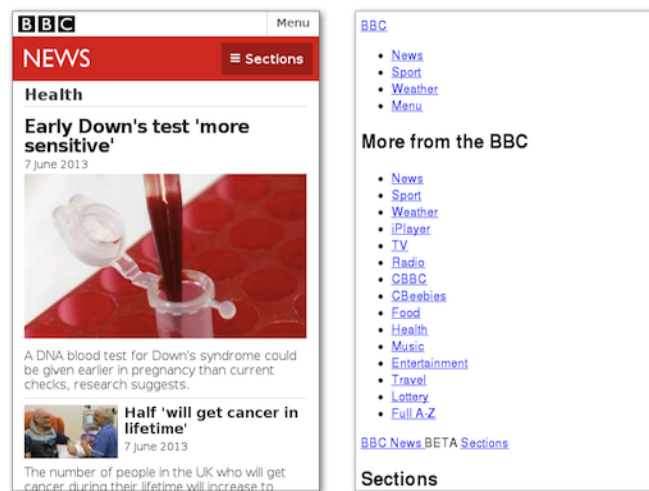 BBC
Menu
NEWS
≡ Sections
Health
Early Down's test 'more
sensitive'
7 June 2013
A DNA blood test for Down's syndrome could
be given earlier in pregnancy than current
checks, research suggests.
Half 'will get cancer in
lifetime'
7 June 2013
The number of people in the UK who will get
cancer during their lifetime will increase to
BBC
News
Sport
Weather
Menu
More from the BBC
News
Sport
Weather
iPlayer
TV
Radio
CBBC
CBeebies
Food
Health
Music
Entertainment
Travel
Lottery
Full A-Z
BBC News BETA Sections
Sections